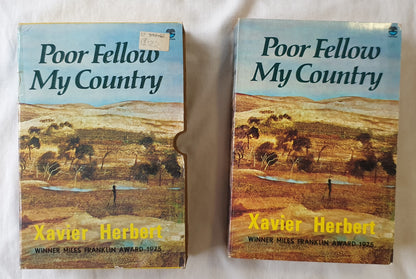 Poor Fellow
My Country
Xavier Herbert
WINNER MILES FRANKLIN AWARD-1975
Poor Fellow
My Country
Xavier Herbert
WINNER MILES FRANKLIN AWARD-1975